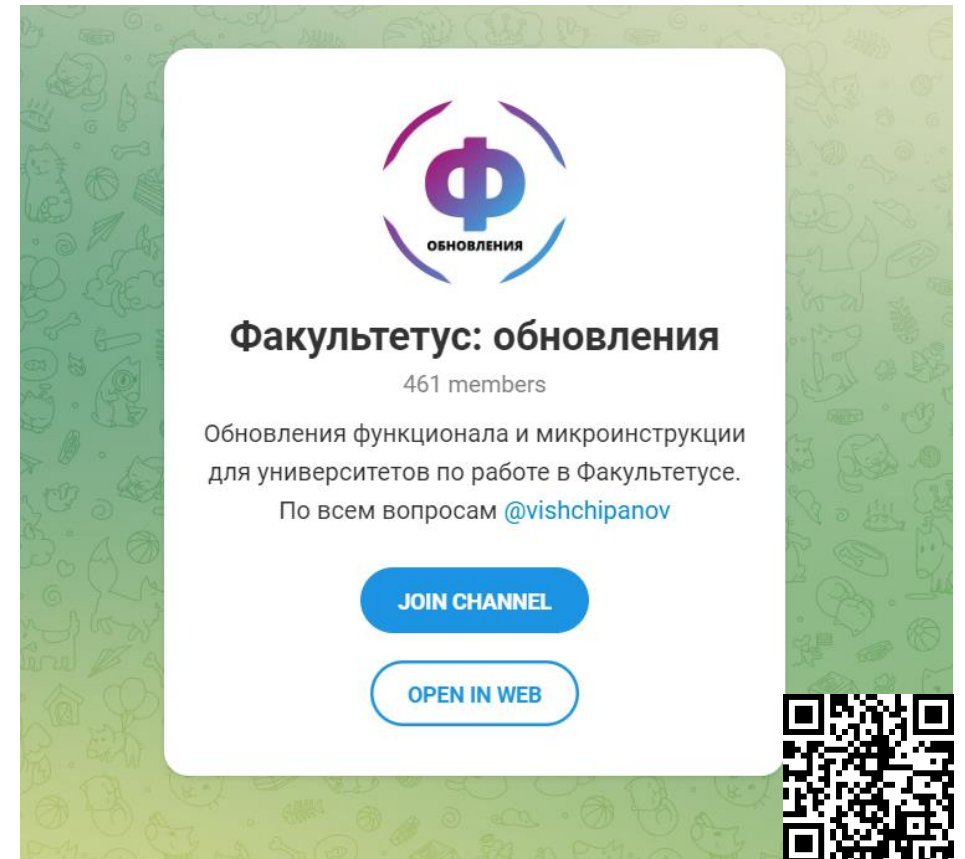 Ф
ОБНОВЛЕНИЯ
Факультетус: обновления
461 members
Обновления функционала и микроинструкции
для университетов по работе в Факультетусе.
По всем вопросам @vishchipanov
JOIN CHANNEL
OPEN IN WEB